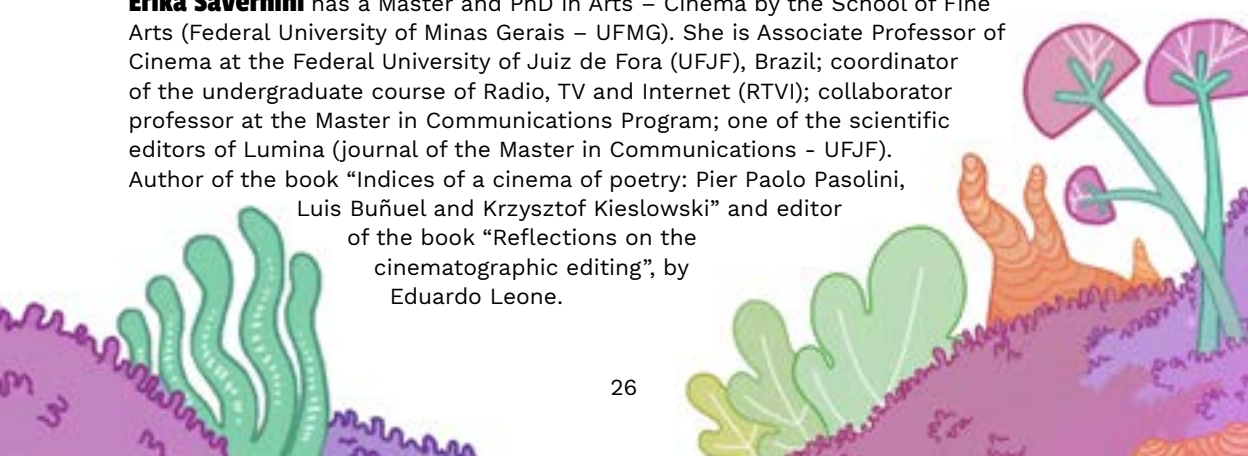 Erika Savernini has a Master and PhD in Arts – Cinema by the School of Fine
Arts (Federal University of Minas Gerais – UFMG). She is Associate Professor of
Cinema at the Federal University of Juiz de Fora (UFJF), Brazil; coordinator
of the undergraduate course of Radio, TV and Internet (RTVI); collaborator
professor at the Master in Communications Program; one of the scientific
editors of Lumina (journal of the Master in Communications - UFJF).
Author of the book “Indices of a cinema of poetry: Pier Paolo Pasolini,
Luis Buñuel and Krzysztof Kieslowski” and editor
of the book “Reflections on the
cinematographic editing”, by
Eduardo Leone.
26